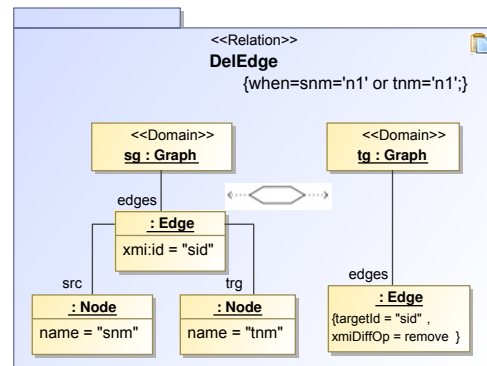 <<Relation>>
DelEdge
{when=snm='n1' or tnm='n1';}
<<Domain>>
sg : Graph
<<Domain>>
tg : Graph
edges
: Edge
xmi:id = "sid"
src
trg
: Node
name = "snm"
: Node
name = "tnm"
edges
: Edge
{targetId = "sid" ,
xmiDiffOp = remove }